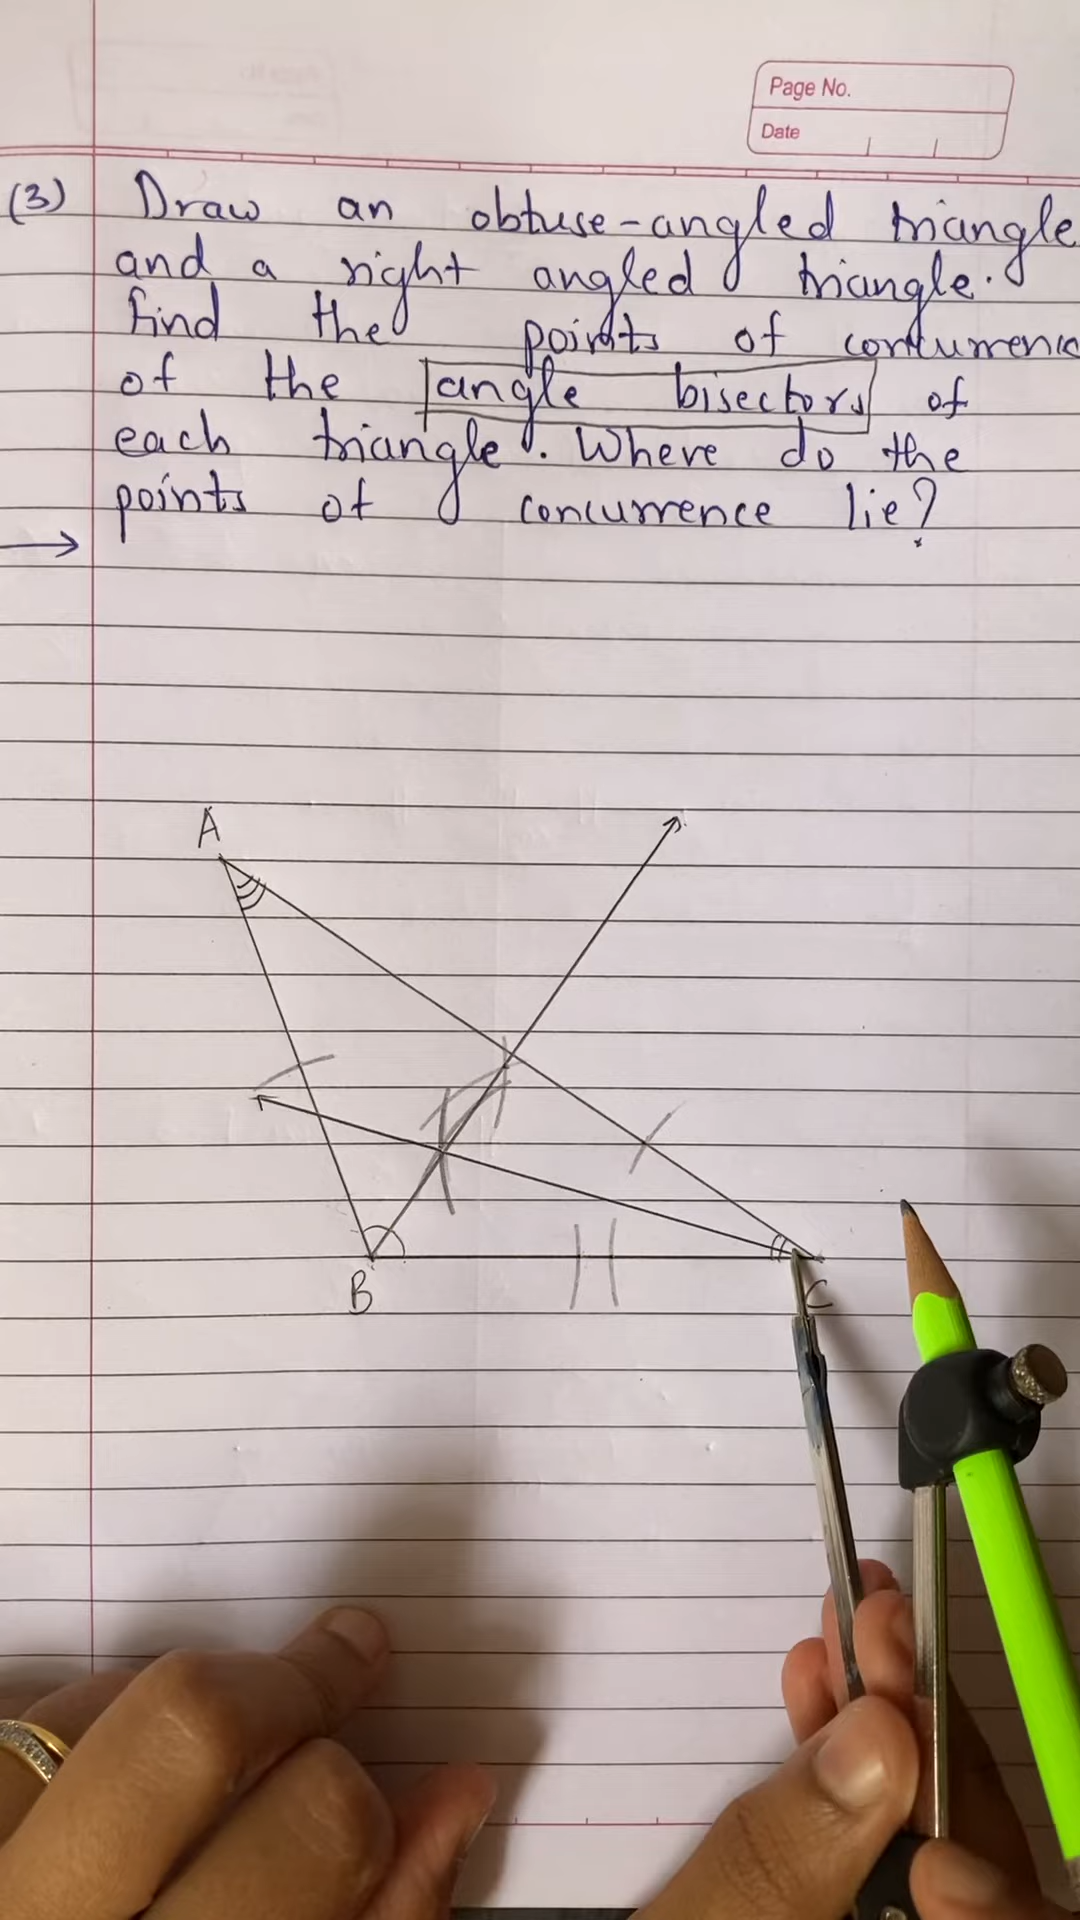 Page No.
Date
(3) Draw an obtuse-angled triangle
and a right angled triangle.
find the points of concurrenc
of the angle bisectors of
each triangle. Where do the
points of concurrence lie?
A
B
C